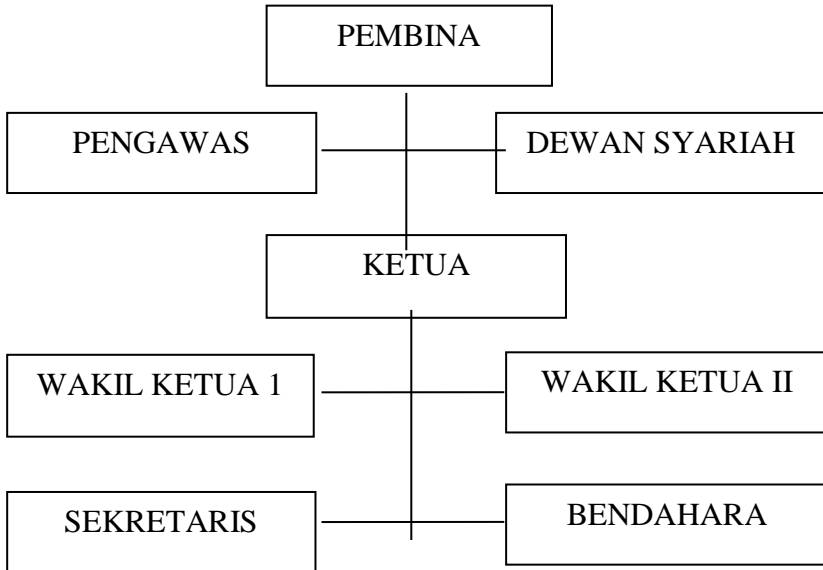 PEMBINA
PENGAWAS
DEWAN SYARIAH
KETUA
WAKIL KETUA 1
WAKIL KETUA II
SEKRETARIS
BENDAHARA